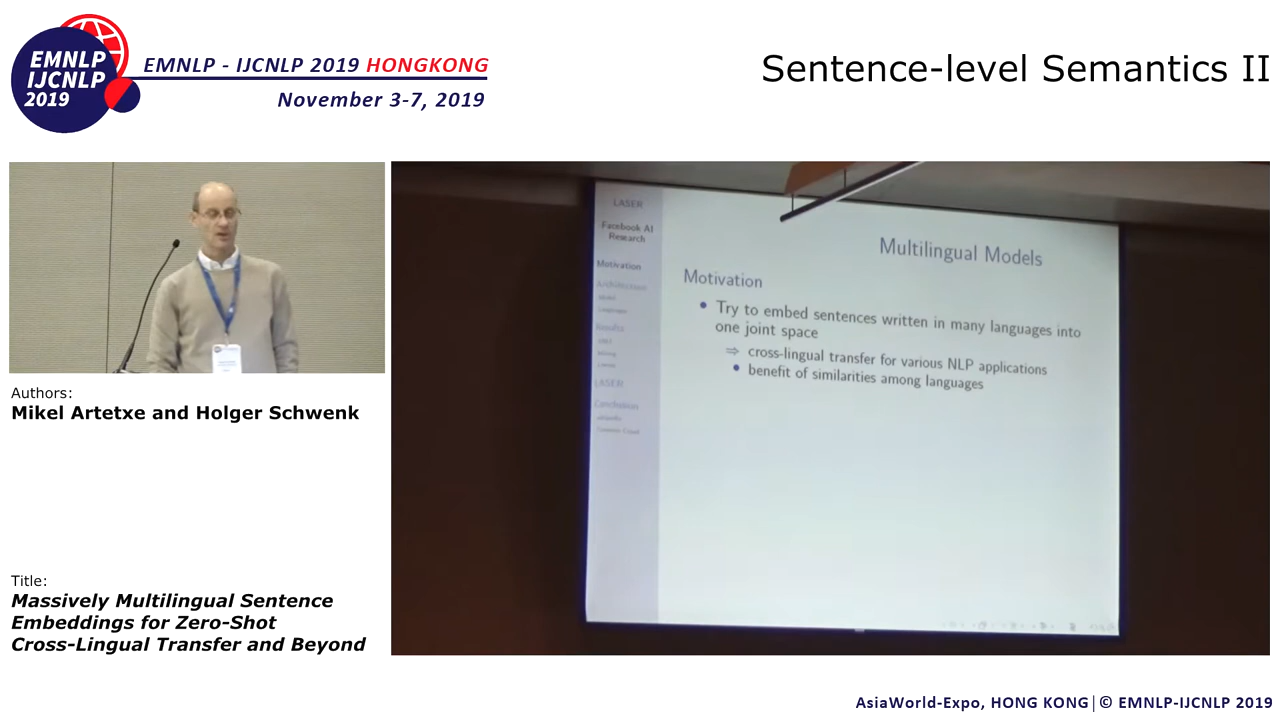 EMNLP
IJCNLP
2019
EMNLP - IJCNLP 2019 HONGKONG
November 3-7, 2019
Sentence-level Semantics II
Authors:
Mikel Artetxe and Holger Schwenk
Title:
Massively Multilingual Sentence
Embeddings for Zero-Shot
Cross-Lingual Transfer and Beyond
LASER
Facebook AI
Research
Motivation
Architecture
Results
LASER
Conclusion
Multilingual Models
Motivation
• Try to embed sentences written in many languages into
one joint space
⇒ cross-lingual transfer for various NLP applications
• benefit of similarities among languages
AsiaWorld-Expo, HONG KONG|© EMNLP-IJCNLP 2019